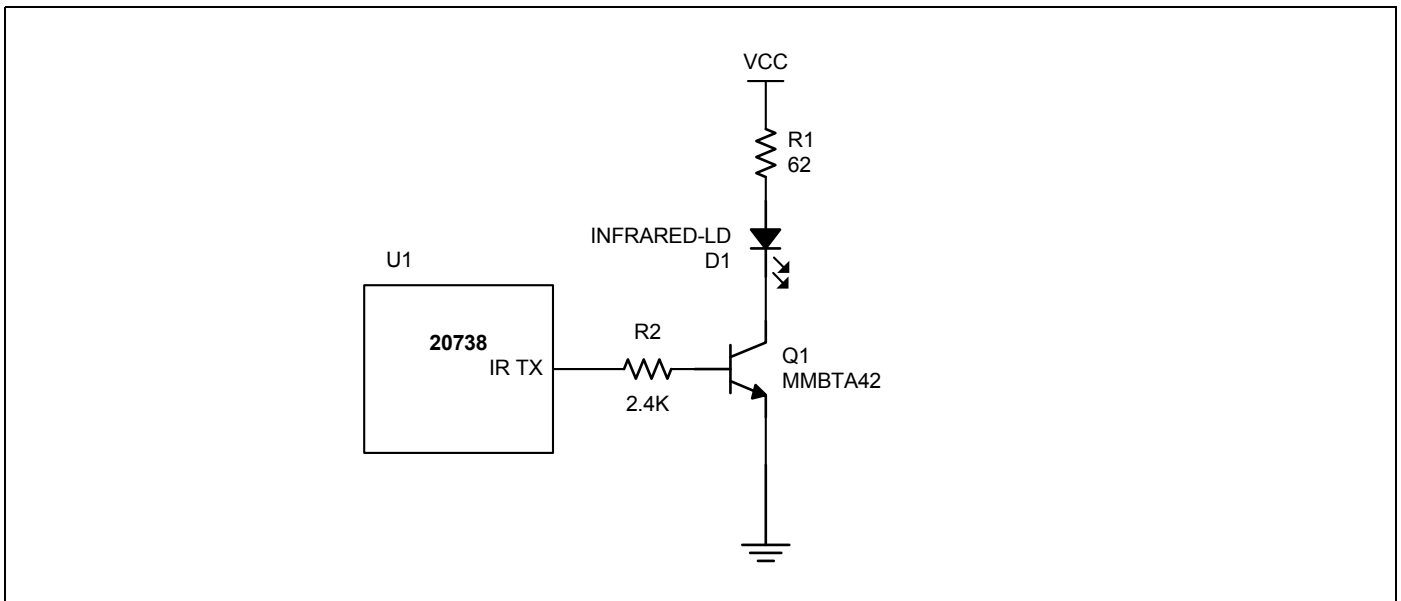 VCC
R1
62
INFRARED-LD
D1
U1
20738
IR TX
R2
2.4K
Q1
MMBTA42